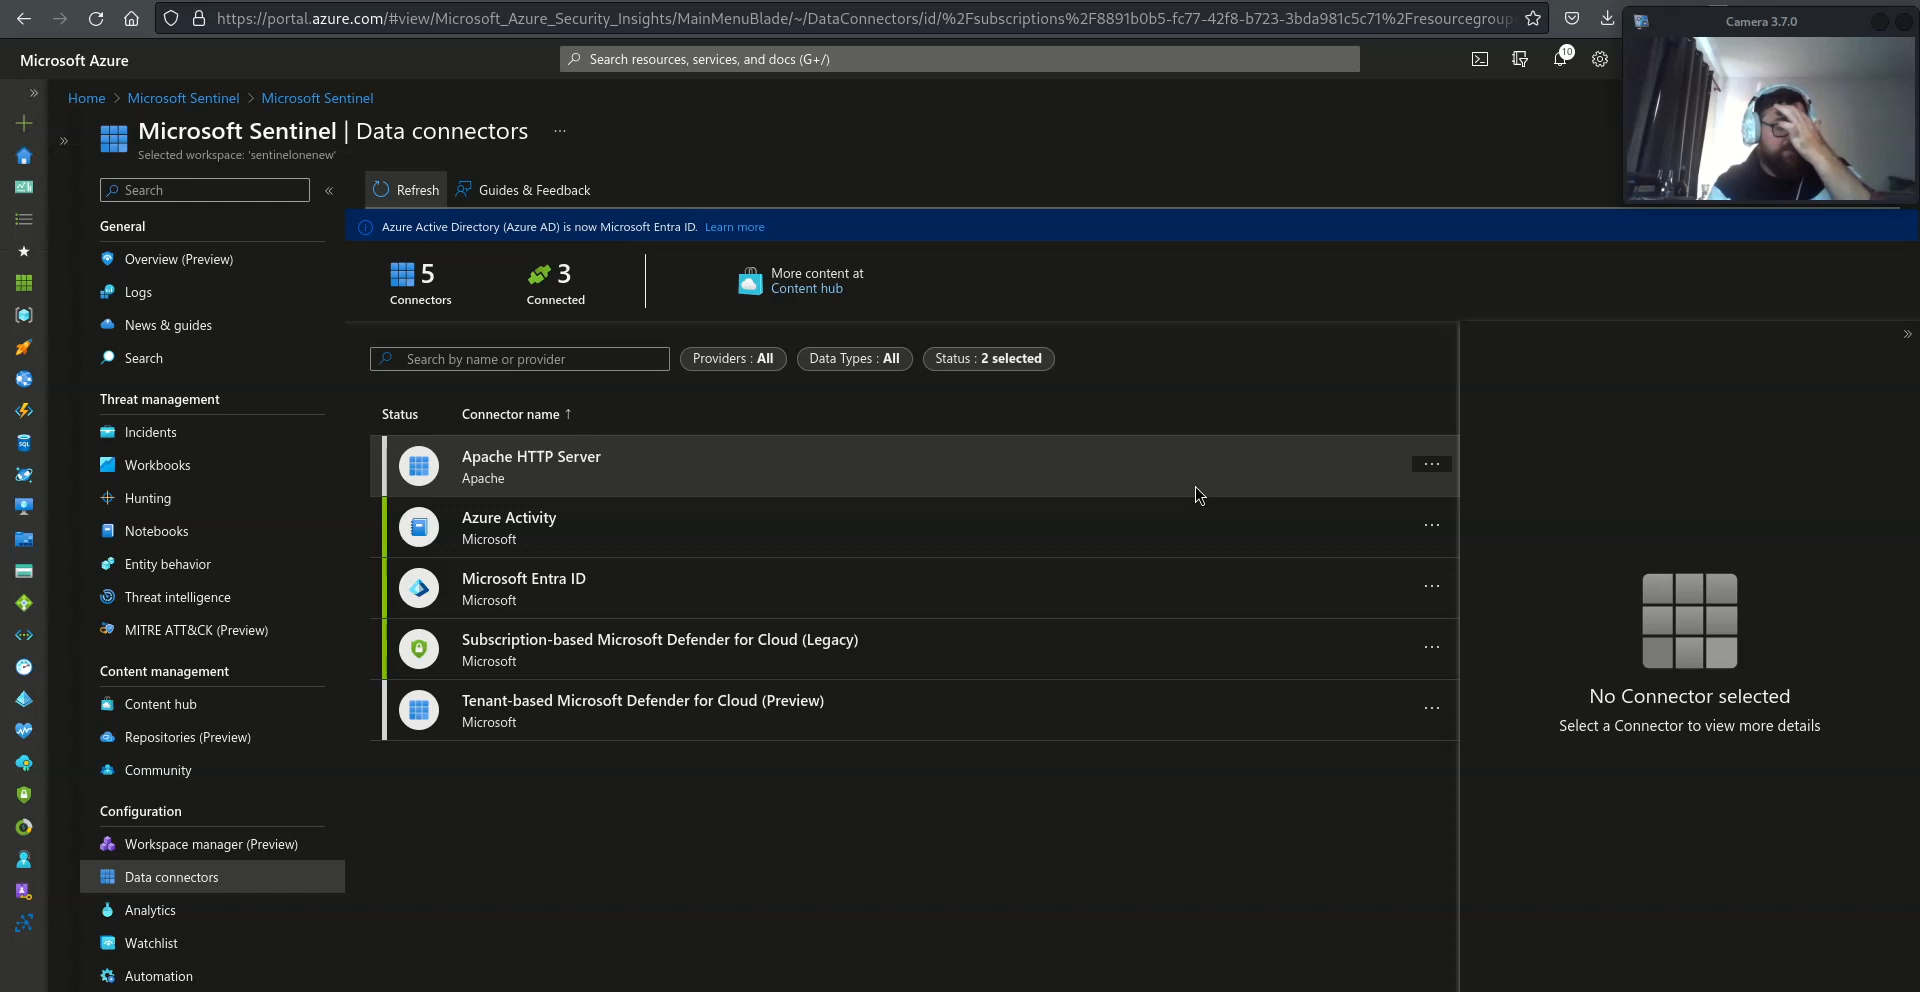 https://portal.azure.com/#view/Microsoft_Azure_Security_Insights/MainMenuBlade/~/DataConnectors/id/%2Fsubscriptions%2F8891b0b5-fc77-42f8-b723-3bda981c5c71%2Fresourcegroup
Camera 3.7.0
Microsoft Azure
Search resources, services, and docs (G+/)
10
Home > Microsoft Sentinel > Microsoft Sentinel
Microsoft Sentinel | Data connectors ...
Selected workspace: 'sentinelonenew'
Search
Refresh
Guides & Feedback
Azure Active Directory (Azure AD) is now Microsoft Entra ID. Learn more
General
Overview (Preview)
Logs
News & guides
Search
Threat management
Incidents
Workbooks
Hunting
Notebooks
Entity behavior
Threat intelligence
MITRE ATT&CK (Preview)
Content management
Content hub
Repositories (Preview)
Community
Configuration
Workspace manager (Preview)
Data connectors
Analytics
Watchlist
Automation
5
Connectors
3
Connected
More content at
Content hub
Search by name or provider
Providers : All
Data Types : All
Status : 2 selected
Status
Connector name ↑
Apache HTTP Server
Apache
Azure Activity
Microsoft
Microsoft Entra ID
Microsoft
Subscription-based Microsoft Defender for Cloud (Legacy)
Microsoft
Tenant-based Microsoft Defender for Cloud (Preview)
Microsoft
No Connector selected
Select a Connector to view more details